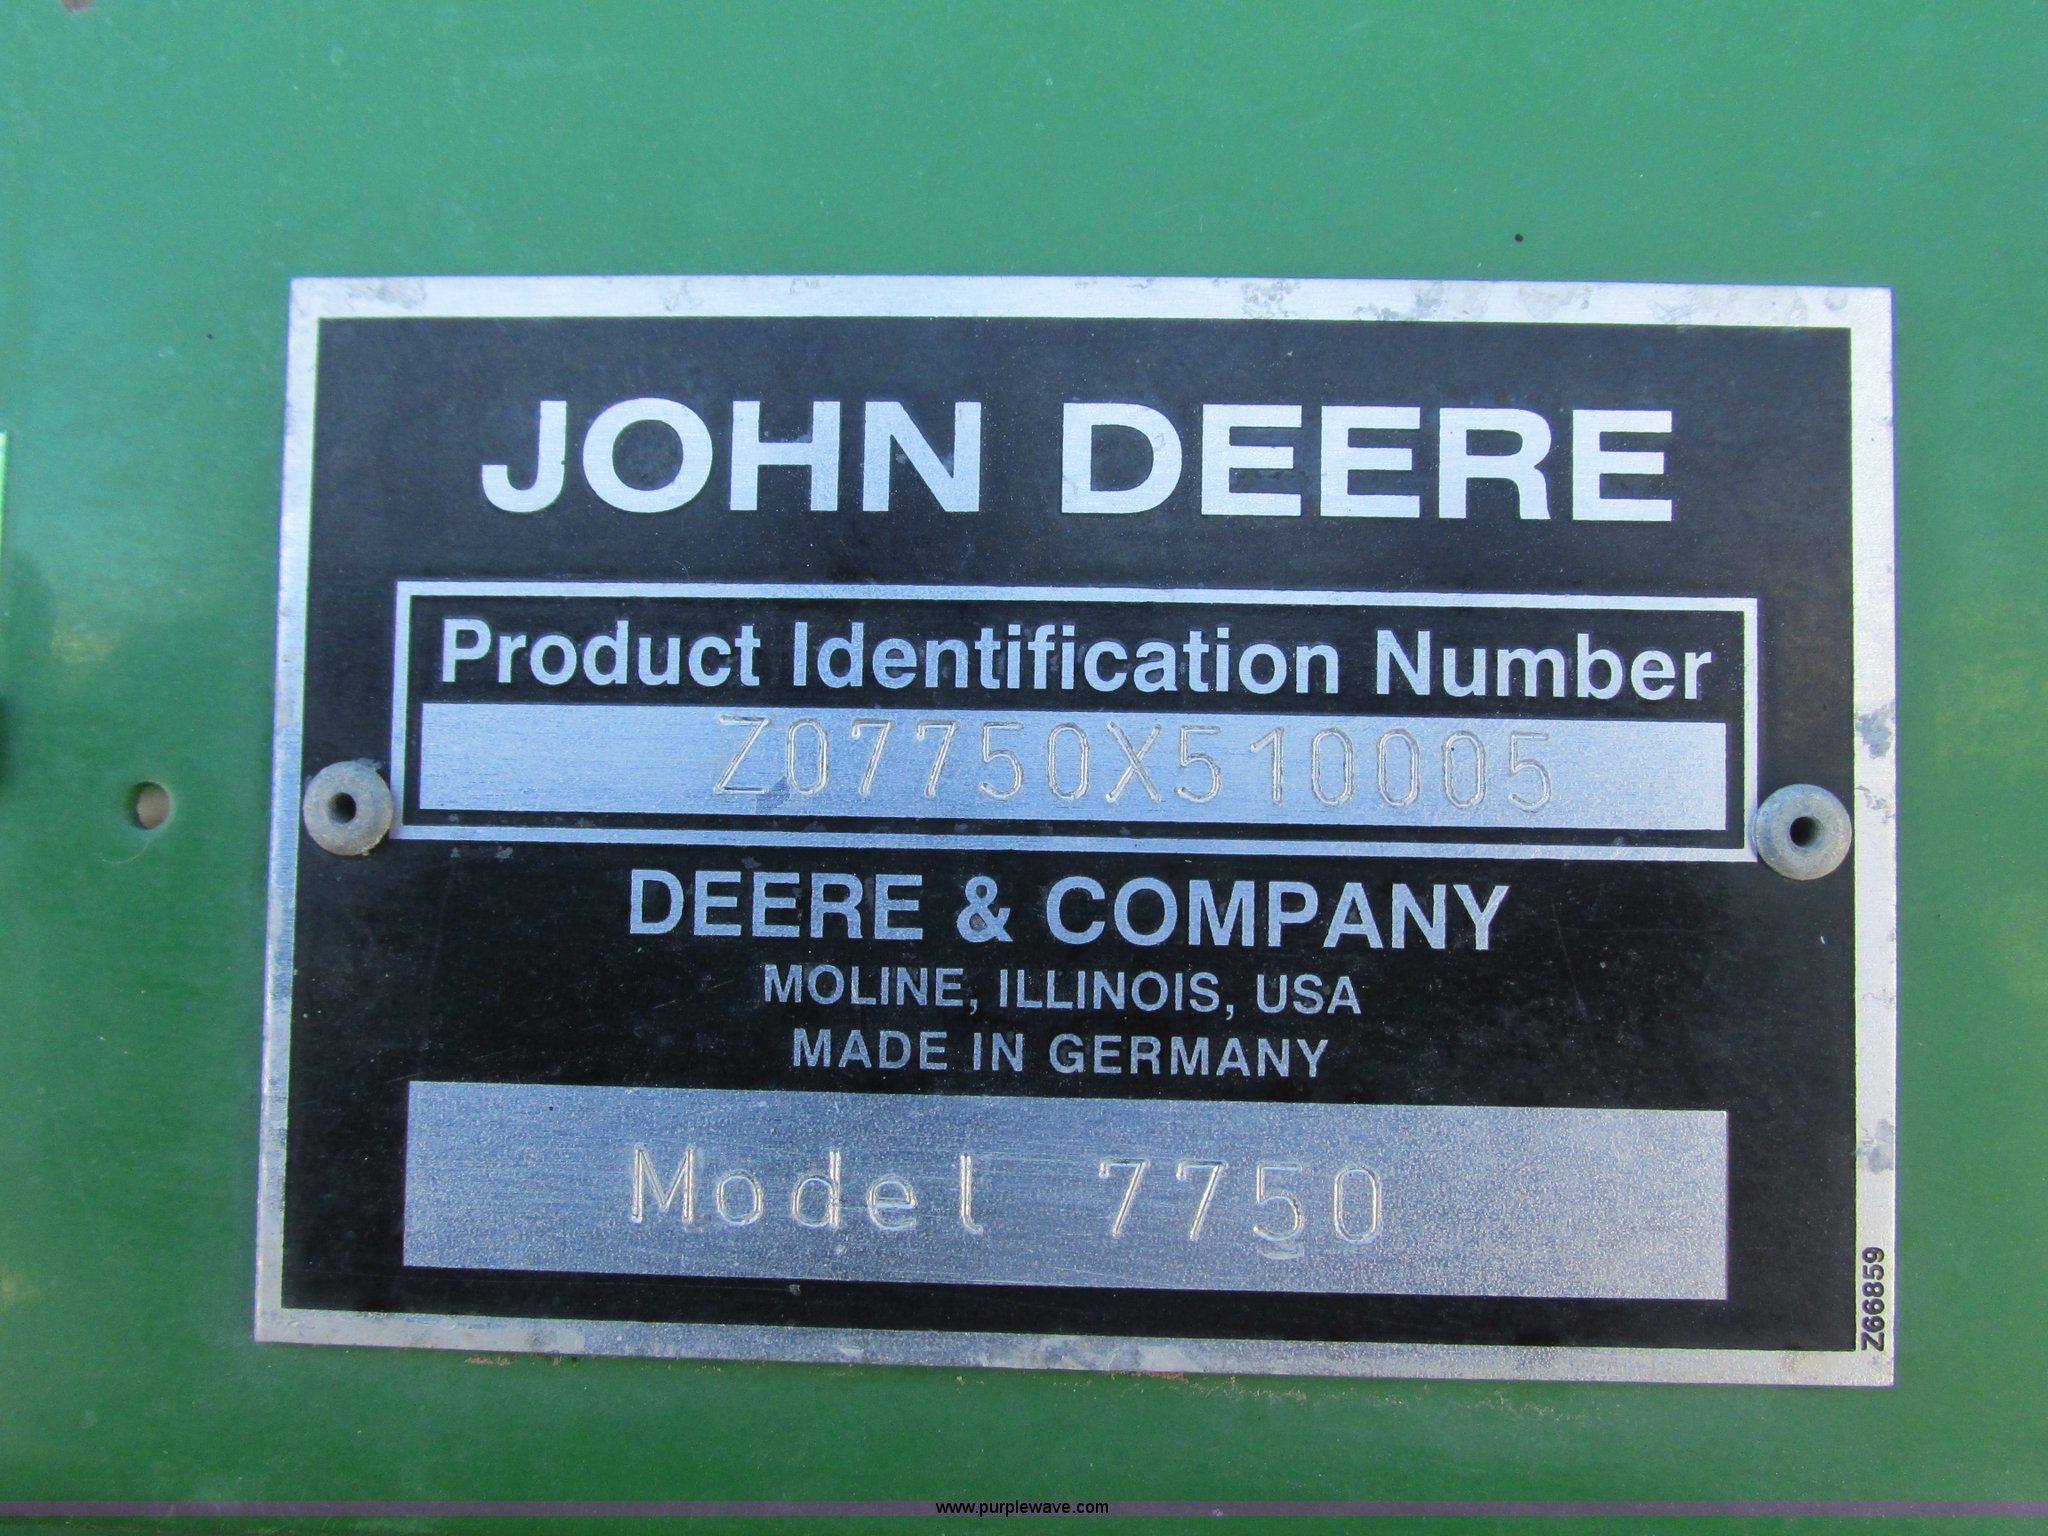 JOHN DEERE
Product Identification Number
Z07750X510005
DEERE & COMPANY
MOLINE, ILLINOIS, USA
MADE IN GERMANY
Model 7750
Z66859
www.purplewave.com